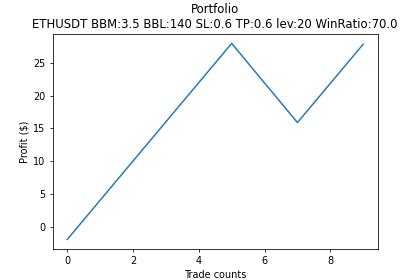 Portfolio
ETHUSDT BBM:3.5 BBL:140 SL:0.6 TP:0.6 lev:20 WinRatio:70.0
25
20
15
10
5
0
Profit ($)
0 2 4 6 8
Trade counts